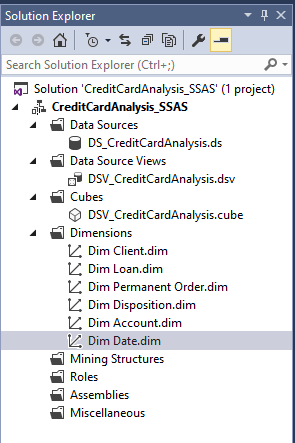 Solution Explorer
Search Solution Explorer (Ctrl+;)
Solution 'CreditCardAnalysis_SSAS' (1 project)
CreditCardAnalysis_SSAS
Data Sources
DS_CreditCardAnalysis.ds
Data Source Views
DSV_CreditCardAnalysis.dsv
Cubes
DSV_CreditCardAnalysis.cube
Dimensions
Dim Client.dim
Dim Loan.dim
Dim Permanent Order.dim
Dim Disposition.dim
Dim Account.dim
Dim Date.dim
Mining Structures
Roles
Assemblies
Miscellaneous